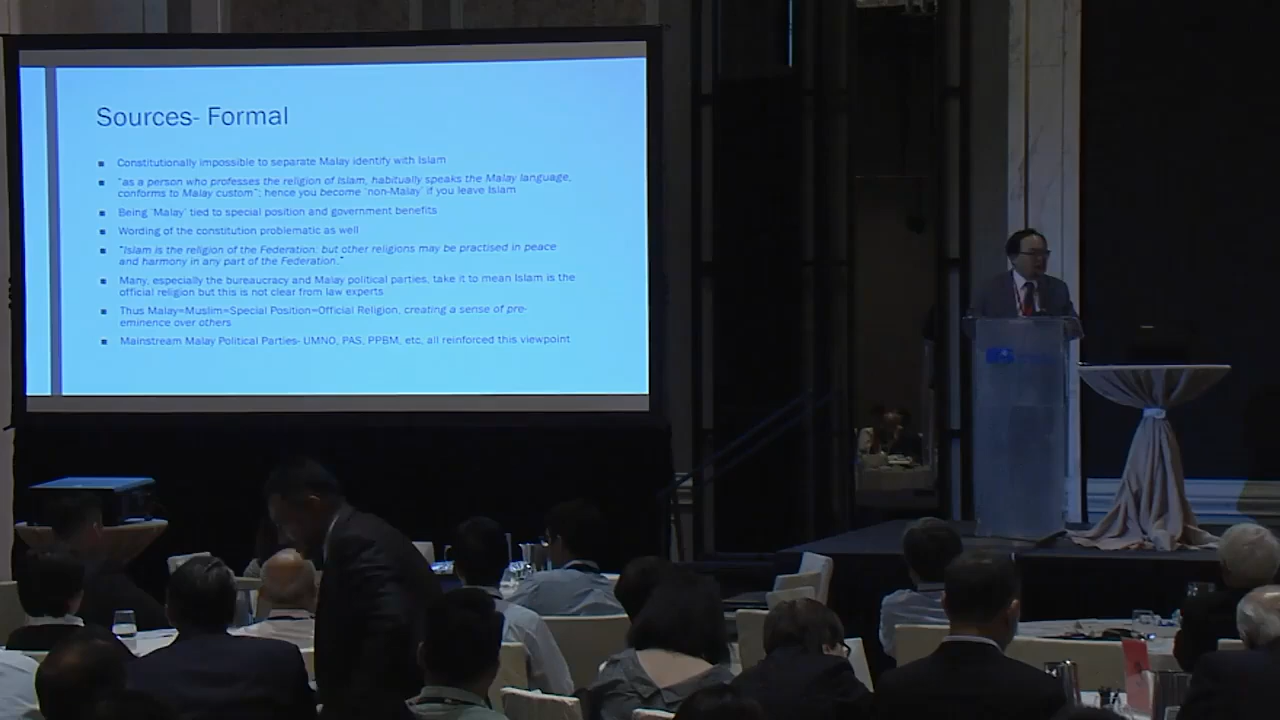 Sources- Formal
Constitutionally impossible to separate Malay identify with Islam
"as a person who professes the religion of Islam, habitually speaks the Malay language,
conforms to Malay custom"; hence you become 'non-Malay' if you leave Islam
Being 'Malay' tied to special position and government benefits
Wording of the constitution problematic as well
"Islam is the religion of the Federation; but other religions may be practised in peace
and harmony in any part of the Federation."
Many, especially the bureaucracy and Malay political parties, take it to mean Islam is the
official religion but this is not clear from law experts
Thus Malay=Muslim=Special Position=Official Religion, creating a sense of pre-
eminence over others
Mainstream Malay Political Parties- UMNO, PAS, PPBM, etc, all reinforced this viewpoint